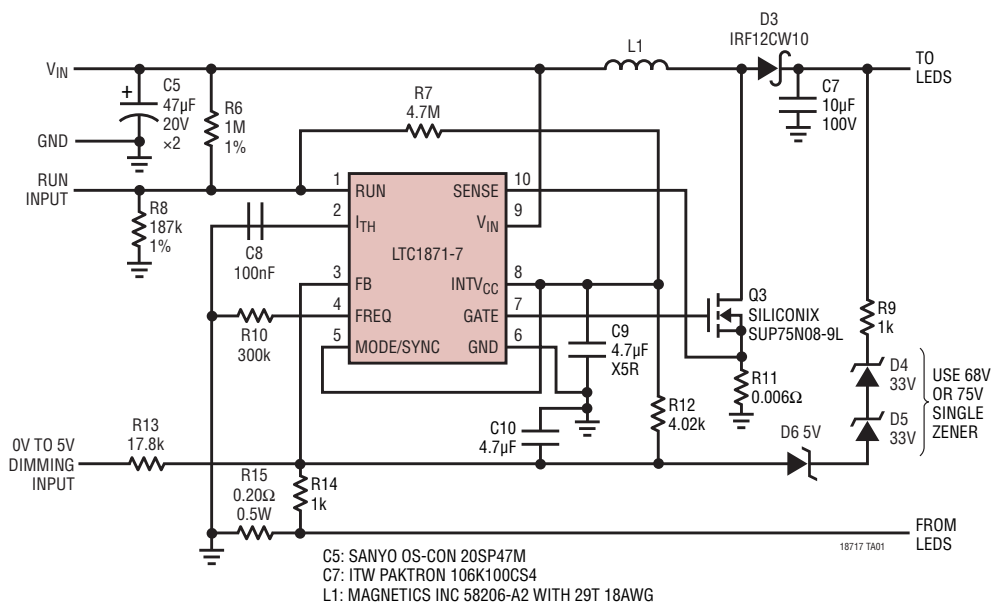 D3
IRF12CW10
L1
TO
LEDS
VIN
C5
47µF
20V
×2
+
R6
1M
1%
R7
4.7M
C7
10µF
100V
GND
RUN
INPUT
1
RUN
SENSE
10
2
ITH
VIN
9
R8
187k
1%
C8
100nF
LTC1871-7
3
FB
INTVCC
8
4
FREQ
GATE
7
5
MODE/SYNC
GND
6
R10
300k
Q3
SILICONIX
SUP75N08-9L
R9
1k
C9
4.7µF
X5R
D4
33V
USE 68V
OR 75V
SINGLE
ZENER
R11
0.006Ω
R12
4.02k
D5
33V
C10
4.7µF
D6 5V
0V TO 5V
DIMMING
INPUT
R13
17.8k
R15
0.20Ω
0.5W
R14
1k
FROM
LEDS
18717 TA01
C5: SANYO OS-CON 20SP47M
C7: ITW PAKTRON 106K100CS4
L1: MAGNETICS INC 58206-A2 WITH 29T 18AWG